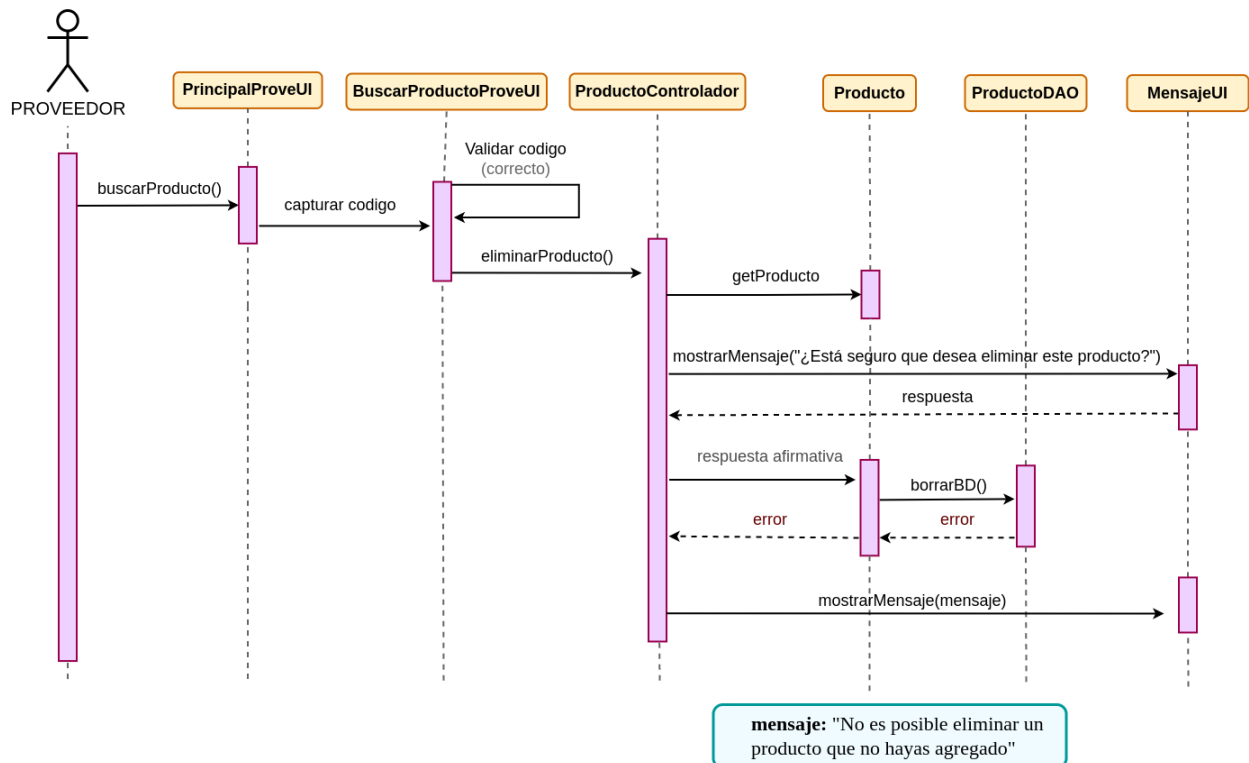 PROVEEDOR
PrincipalProveUI
BuscarProductoProveUI
ProductoControlador
Producto
ProductoDAO
MensajeUI
Validar codigo
(correcto)
buscarProducto()
capturar codigo
eliminarProducto()
getProducto
mostrarMensaje("¿Está seguro que desea eliminar este producto?")
respuesta
respuesta afirmativa
borrarBD()
error
error
mostrarMensaje(mensaje)
mensaje: "No es posible eliminar un
producto que no hayas agregado"